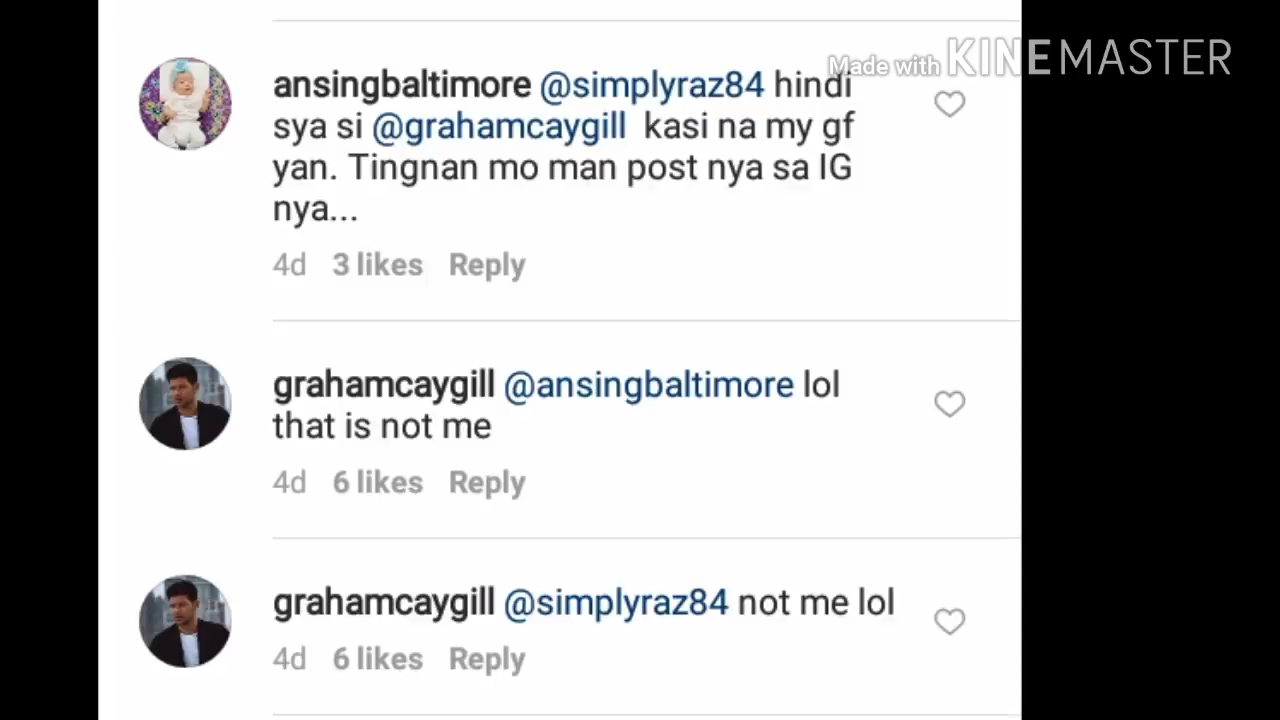 Made with KINEMASTER
ansingbaltimore @simplyraz84 hindi
sya si @grahamcaygill kasi na my gf
yan. Tingnan mo man post nya sa IG
nya...
4d 3 likes Reply
grahamcaygill @ansingbaltimore lol
that is not me
4d 6 likes Reply
grahamcaygill @simplyraz84 not me lol
4d 6 likes Reply